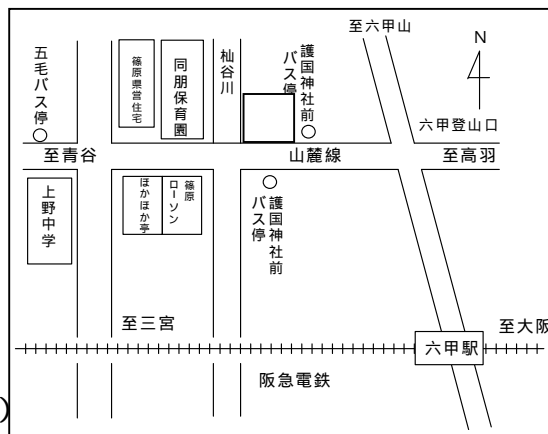 至六甲山
N
五毛バス停
篠原県営住宅
同朋保育園
杣谷川
護国神社前
バス停
六甲登山口
至青谷
山麓線
至高羽
上野中学
ほかほか亭
ローソン
篠原
護国神社前
バス停
至三宮
至大阪
六甲駅
阪急電鉄
)